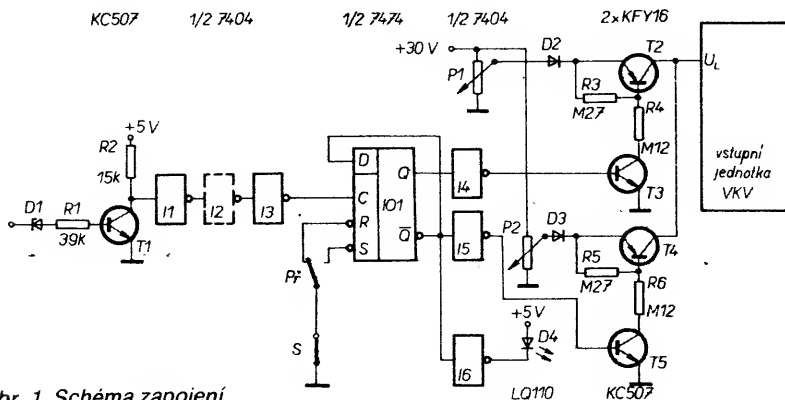 KC507 1/2 7404 1/2 7474 1/2 7404 2xKFY16
+30 V D2 T2
P1 R3 U_L
M27 R4
+5 V M12
R2 D Q I4 T3 vstupní
15k jednotka
VKV
I1 I2 I3 C IO1
D1 R1 R P2 D3
39k T1 S Q̄ I5 T4
Př R5
M27 R6
+5 V M12
D4
S I6 T5
LQ110 KC507
br. 1. Schéma zapojení